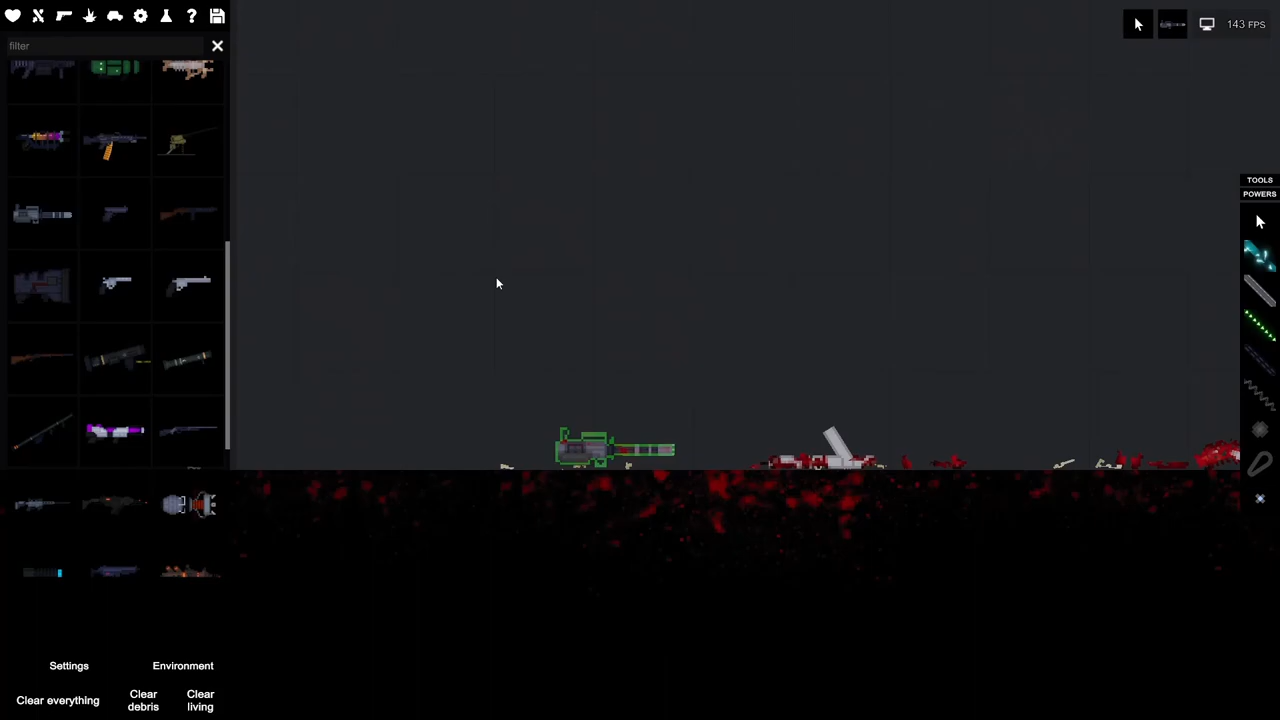 143 FPS
filter
TOOLS
POWERS
Settings
Environment
Clear everything
Clear debris
Clear living